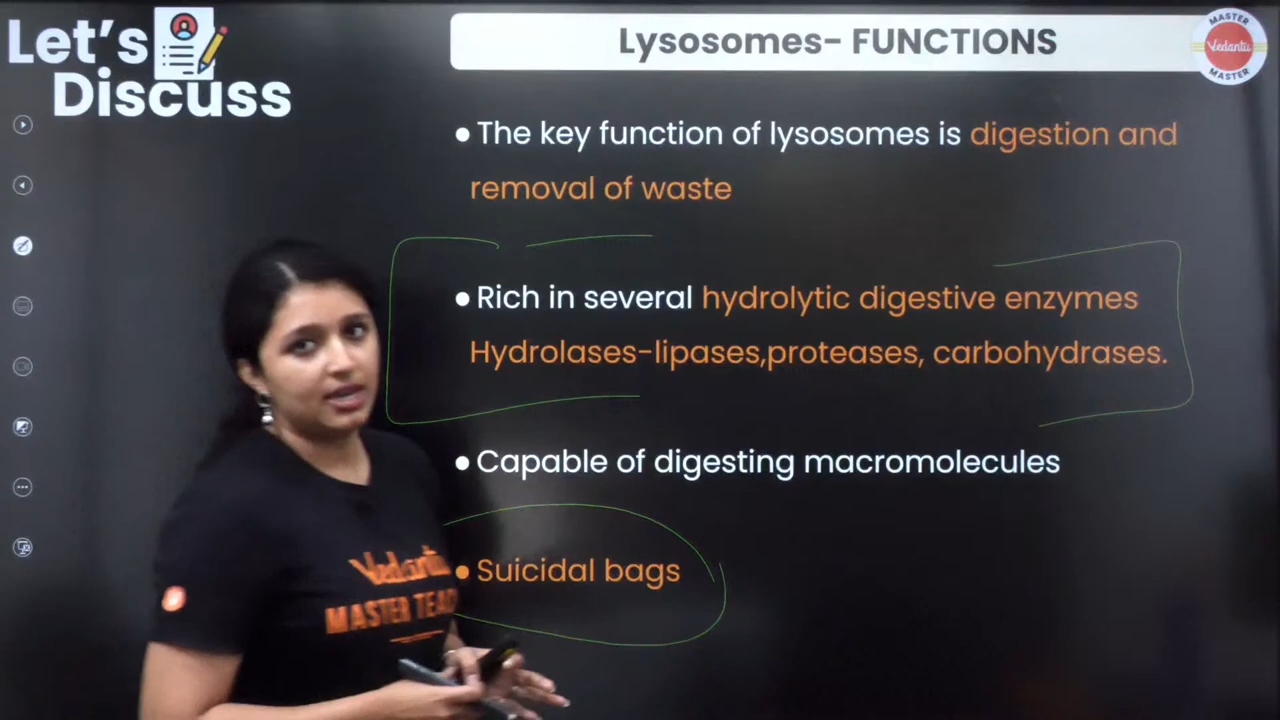 Let's
Discuss
Lysosomes- FUNCTIONS
MASTER
Vedantu
MASTER
● The key function of lysosomes is digestion and
removal of waste
● Rich in several hydrolytic digestive enzymes
Hydrolases-lipases,proteases, carbohydrases.
● Capable of digesting macromolecules
● Suicidal bags
Vedantu
MASTER